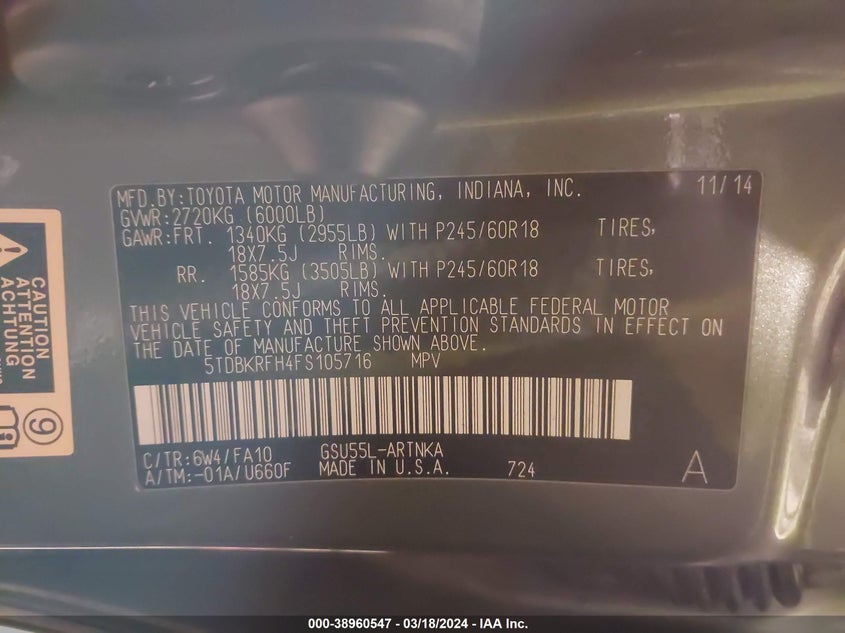 MFD.BY:TOYOTA MOTOR MANUFACTURING, INDIANA, INC. 11/14
GVWR:2720KG (6000LB)
GAWR:FRT. 1340KG (2955LB) WITH P245/60R18 TIRES,
18X7.5J RIMS.
RR. 1585KG (3505LB) WITH P245/60R18 TIRES,
18X7.5J RIMS.
THIS VEHICLE CONFORMS TO ALL APPLICABLE FEDERAL MOTOR
VEHICLE SAFETY AND THEFT PREVENTION STANDARDS IN EFFECT ON
THE DATE OF MANUFACTURE SHOWN ABOVE.
5TDBKRFH4FS105716 MPV
C/TR:6W4/FA10 GSU55L-ARTNKA
A/TM:-01A/U660F MADE IN U.S.A. 724 A
CAUTION
ATTENTION
ACHTUNG
9
000-38960547 - 03/18/2024 - IAA Inc.